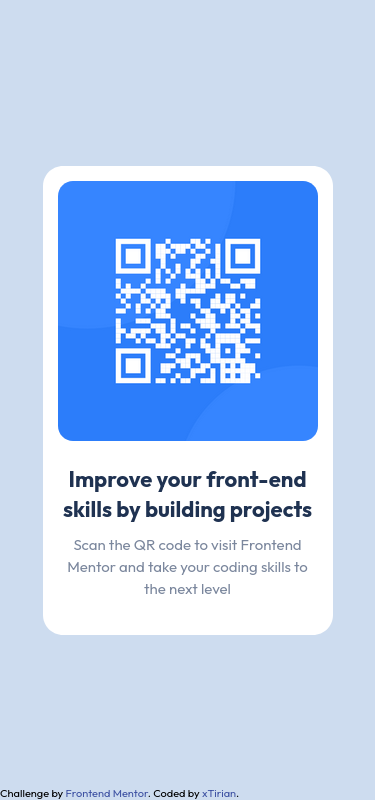 Improve your front-end
skills by building projects
Scan the QR code to visit Frontend
Mentor and take your coding skills to
the next level
Challenge by Frontend Mentor. Coded by xTirian.